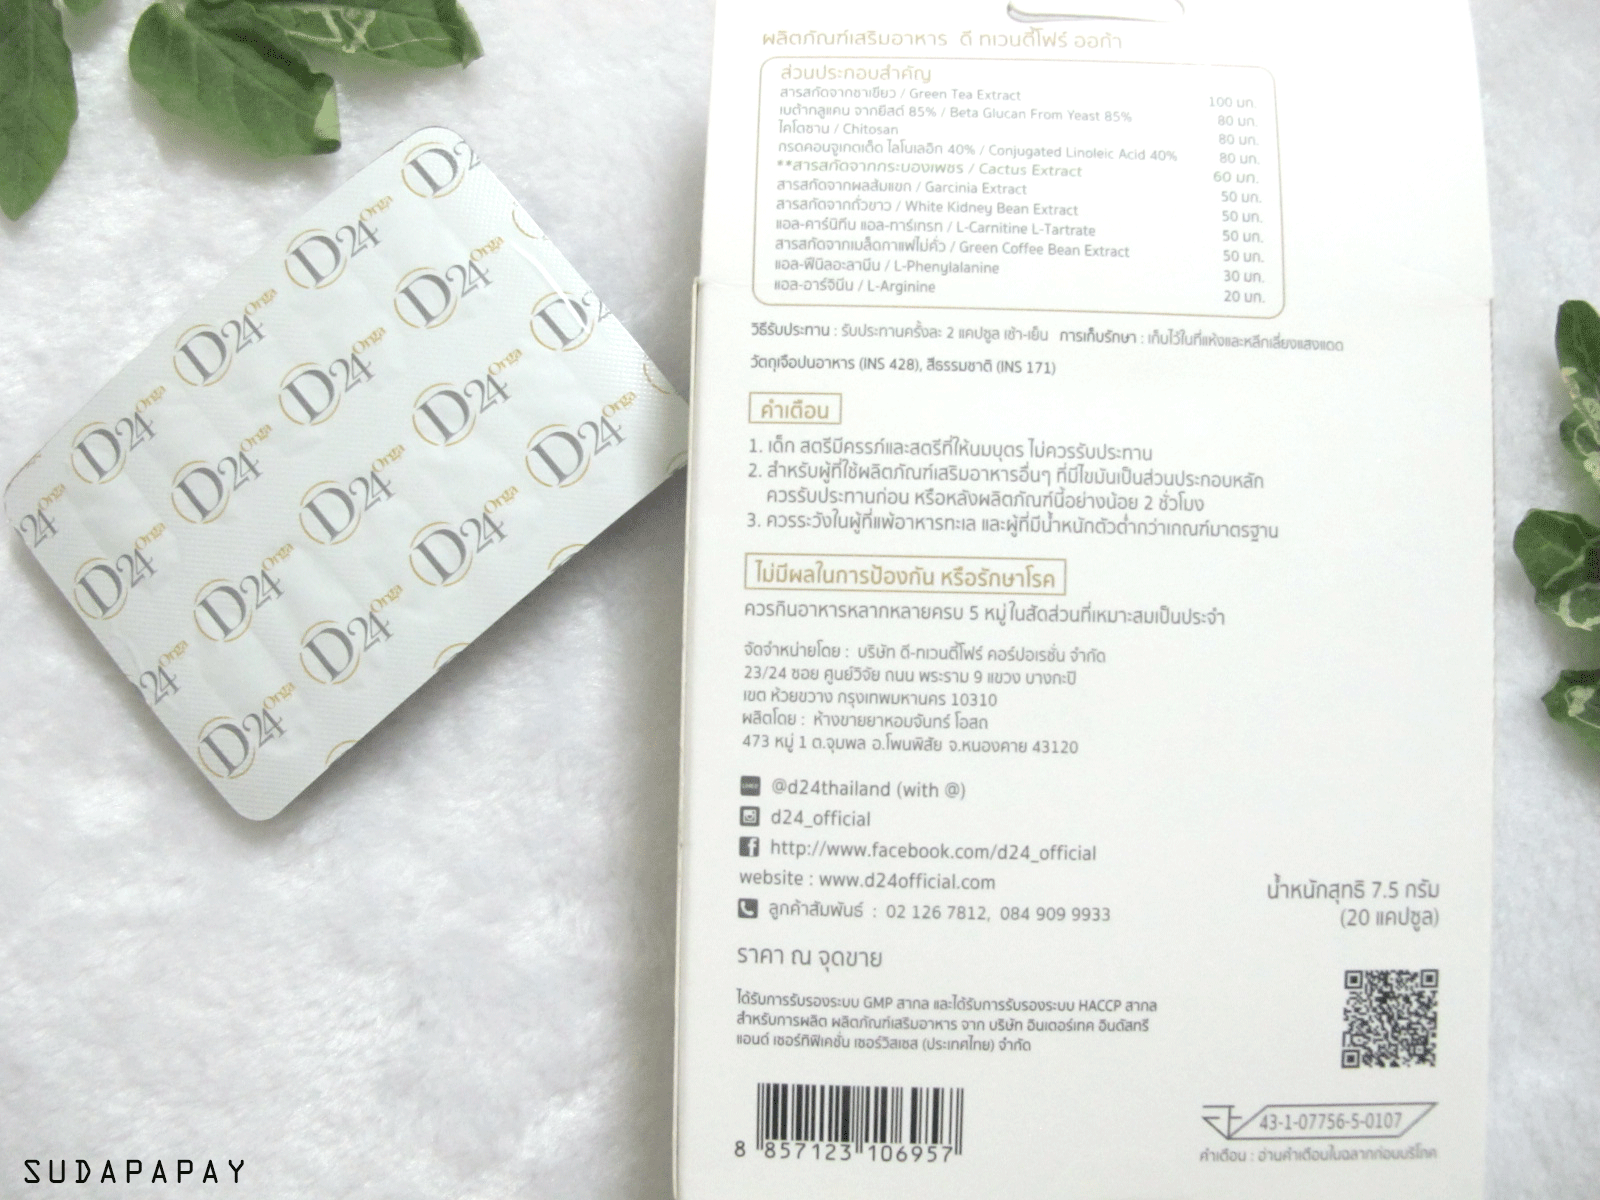 ผลิตภัณฑ์เสริมอาหาร ดี ทเวนตี้โฟร์ ออก้า
ส่วนประกอบสำคัญ
สารสกัดจากชาเขียว / Green Tea Extract 100 มก.
เบต้ากลูแคน จากยีสต์ 85% / Beta Glucan From Yeast 85% 80 มก.
ไคโตซาน / Chitosan 80 มก.
กรดคอนจูเกตเต็ด ไลโนเลอิก 40% / Conjugated Linoleic Acid 40% 80 มก.
**สารสกัดจากกระบองเพชร / Cactus Extract 60 มก.
สารสกัดจากผลส้มแขก / Garcinia Extract 50 มก.
สารสกัดจากถั่วขาว / White Kidney Bean Extract 50 มก.
แอล-คาร์นิทีน แอล-ทาร์เทรท / L-Carnitine L-Tartrate 50 มก.
สารสกัดจากเมล็ดกาแฟไม่คั่ว / Green Coffee Bean Extract 50 มก.
แอล-ฟีนิลอะลานีน / L-Phenylalanine 30 มก.
แอล-อาร์จินีน / L-Arginine 20 มก.
วิธีรับประทาน : รับประทานครั้งละ 2 แคปซูล เช้า-เย็น การเก็บรักษา : เก็บไว้ในที่แห้งและหลีกเลี่ยงแสงแดด
วัตถุเจือปนอาหาร (INS 428), สีธรรมชาติ (INS 171)
คำเตือน
1. เด็ก สตรีมีครรภ์และสตรีที่ให้นมบุตร ไม่ควรรับประทาน
2. สำหรับผู้ที่ใช้ผลิตภัณฑ์เสริมอาหารอื่นๆ ที่มีไขมันเป็นส่วนประกอบหลัก
ควรรับประทานก่อน หรือหลังผลิตภัณฑ์นี้อย่างน้อย 2 ชั่วโมง
3. ควรระวังในผู้ที่แพ้อาหารทะเล และผู้ที่มีน้ำหนักตัวต่ำกว่าเกณฑ์มาตรฐาน
ไม่มีผลในการป้องกัน หรือรักษาโรค
ควรกินอาหารหลากหลายครบ 5 หมู่ ในสัดส่วนที่เหมาะสมเป็นประจำ
จัดจำหน่ายโดย : บริษัท ดี-ทเวนตี้โฟร์ คอร์ปอเรชั่น จำกัด
23/24 ซอย ศูนย์วิจัย ถนน พระราม 9 แขวง บางกะปิ
เขต ห้วยขวาง กรุงเทพมหานคร 10310
ผลิตโดย : ห้างขายยาหอมจันทร์ โอสถ
473 หมู่ 1 ต.จุมพล อ.โพนพิสัย จ.หนองคาย 43120
@d24thailand (with @)
d24_official
http://www.facebook.com/d24_official
website : www.d24official.com
ลูกค้าสัมพันธ์ : 02 126 7812, 084 909 9933
น้ำหนักสุทธิ 7.5 กรัม
(20 แคปซูล)
ราคา ณ จุดขาย
ได้รับการรับรองระบบ GMP สากล และได้รับการรับรองระบบ HACCP สากล
สำหรับการผลิต ผลิตภัณฑ์เสริมอาหาร จาก บริษัท อินเตอร์เทค อินดัสทรี
แอนด์ เซอร์ทิฟิเคชั่น เซอร์วิสเซส (ประเทศไทย) จำกัด
8 857123 106957
43-1-07756-5-0107
คำเตือน : อ่านคำเตือนในฉลากก่อนบริโภค
D24 Orga
D24 Orga
D24 Orga
D24 Orga
D24 Orga
D24 Orga
D24 Orga
D24 Orga
D24 Orga
D24 Orga
D24 Orga
D24 Orga
D24 Orga
D24 Orga
SUDAPAPAY